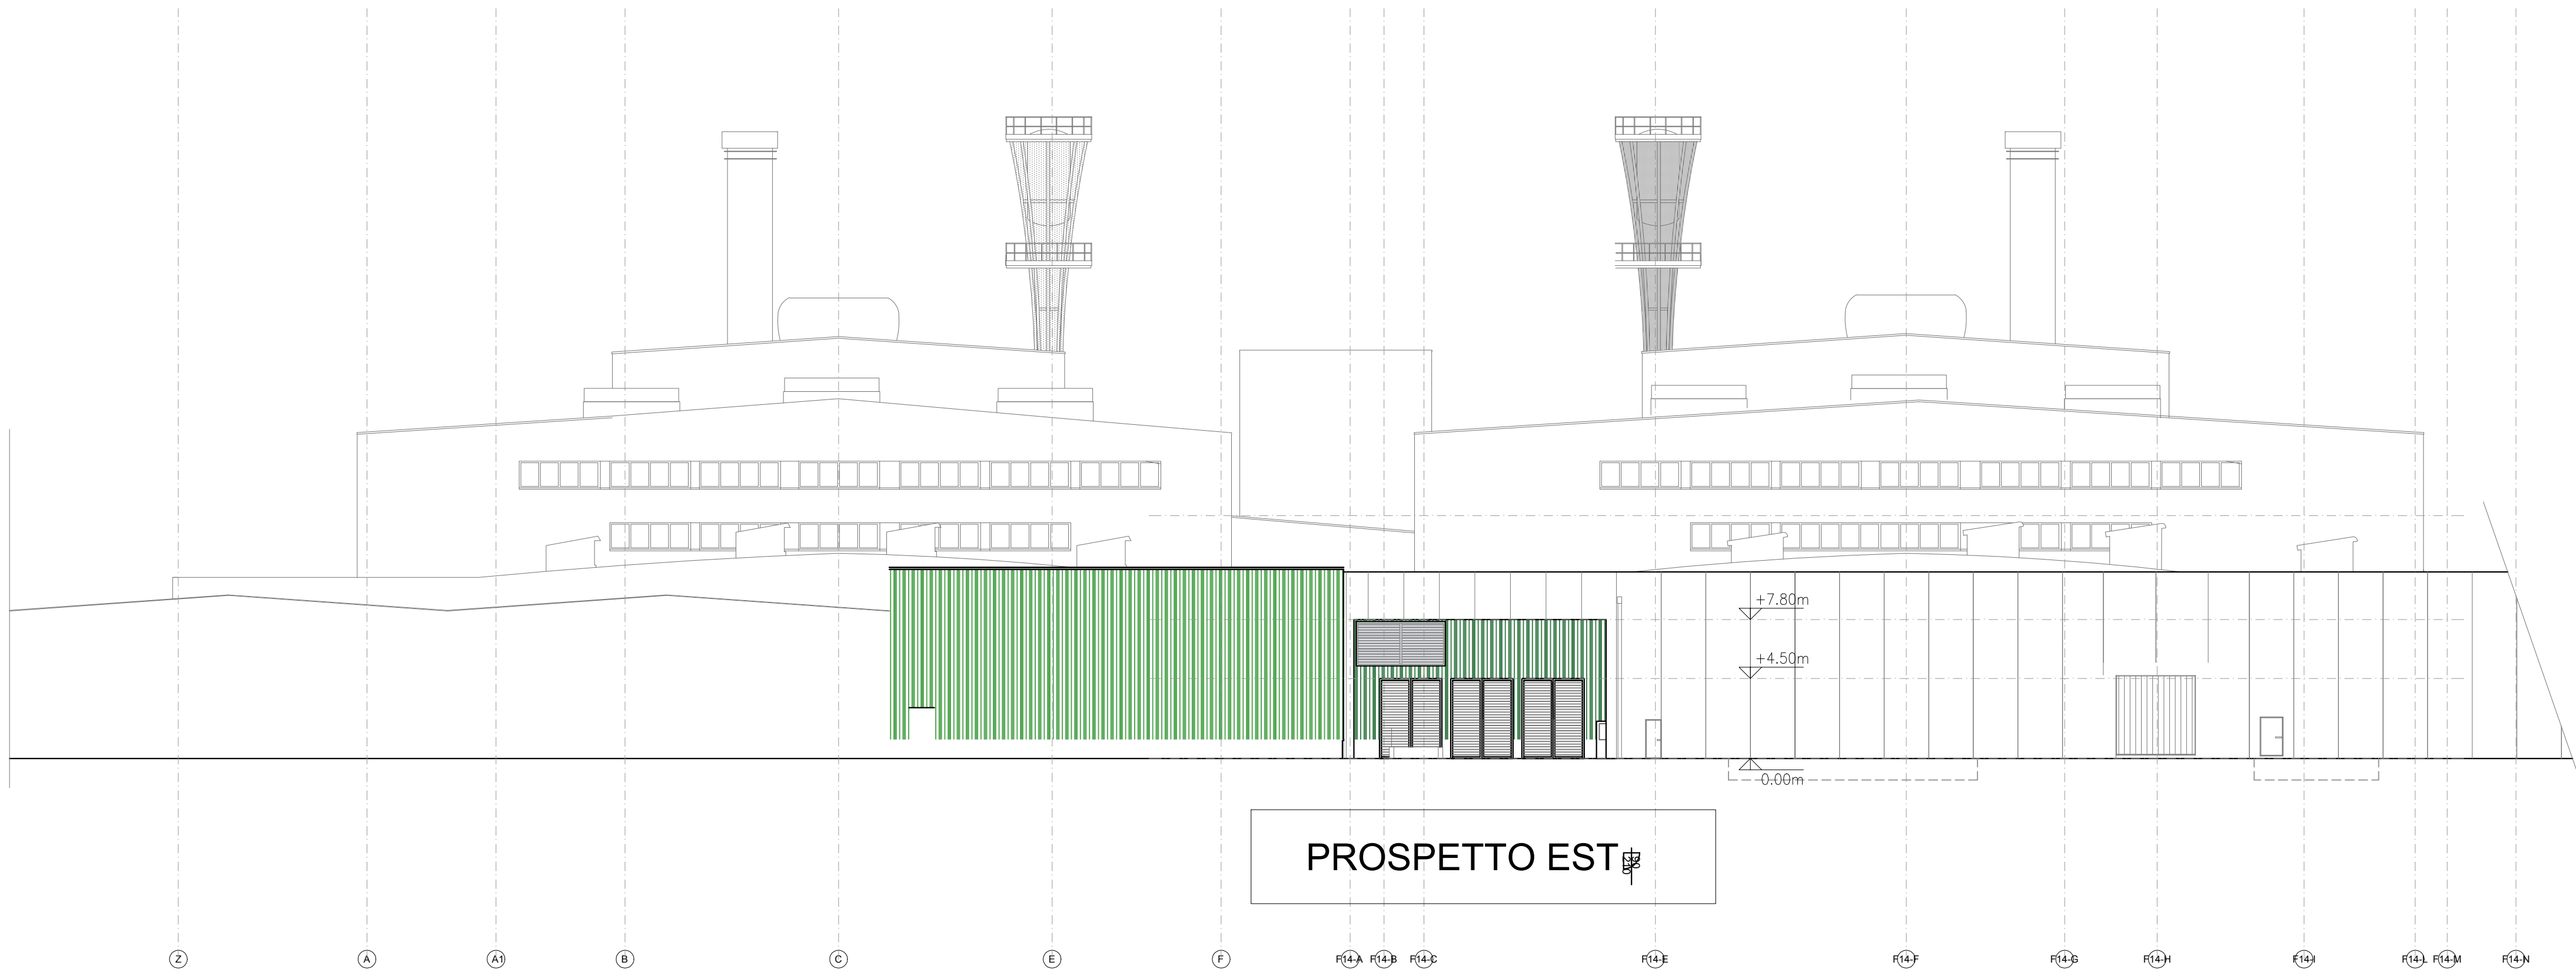 +7.80m
+4.50m
0.00m
PROSPETTO EST
Z A A1 B C E F F14-A F14-B F14-C F14-E F14-F F14-G F14-H F14-I F14-L F14-M F14-N